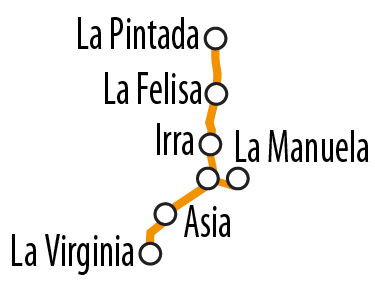 La Pintada
La Felisa
Irra
La Manuela
Asia
La Virginia